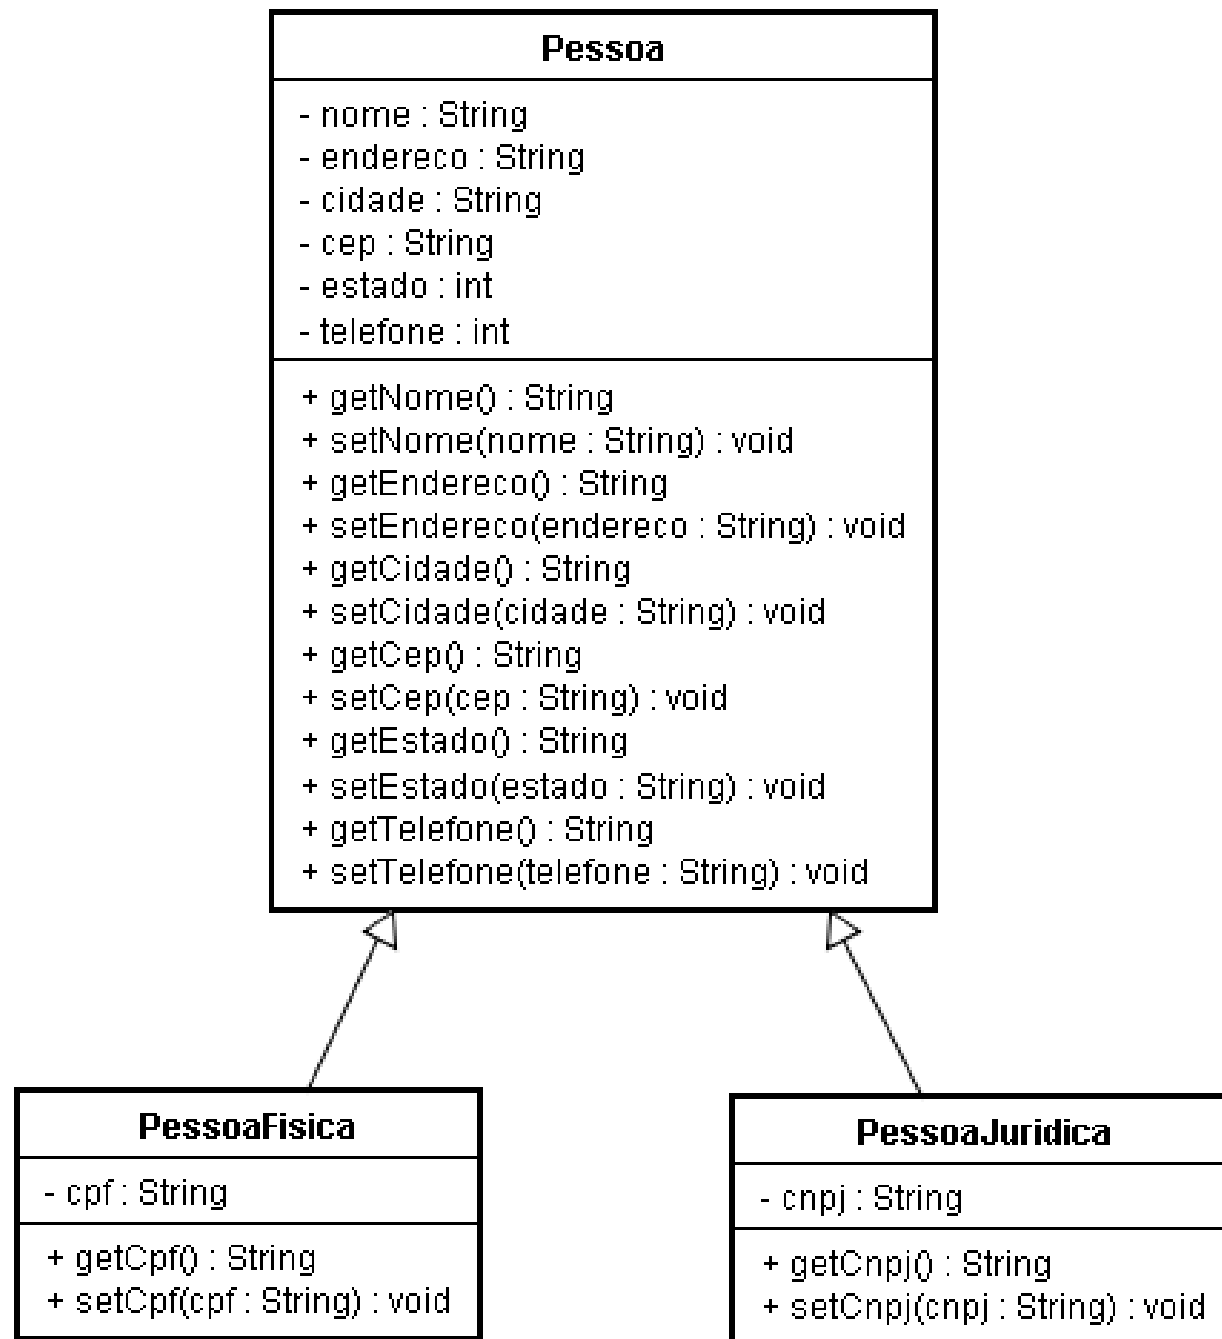 Pessoa
- nome : String
- endereco : String
- cidade : String
- cep : String
- estado : int
- telefone : int
+ getNome() : String
+ setNome(nome : String) : void
+ getEndereco() : String
+ setEndereco(endereco : String) : void
+ getCidade() : String
+ setCidade(cidade : String) : void
+ getCep() : String
+ setCep(cep : String) : void
+ getEstado() : String
+ setEstado(estado : String) : void
+ getTelefone() : String
+ setTelefone(telefone : String) : void
PessoaFisica
- cpf : String
+ getCpf() : String
+ setCpf(cpf : String) : void
PessoaJuridica
- cnpj : String
+ getCnpj() : String
+ setCnpj(cnpj : String) : void